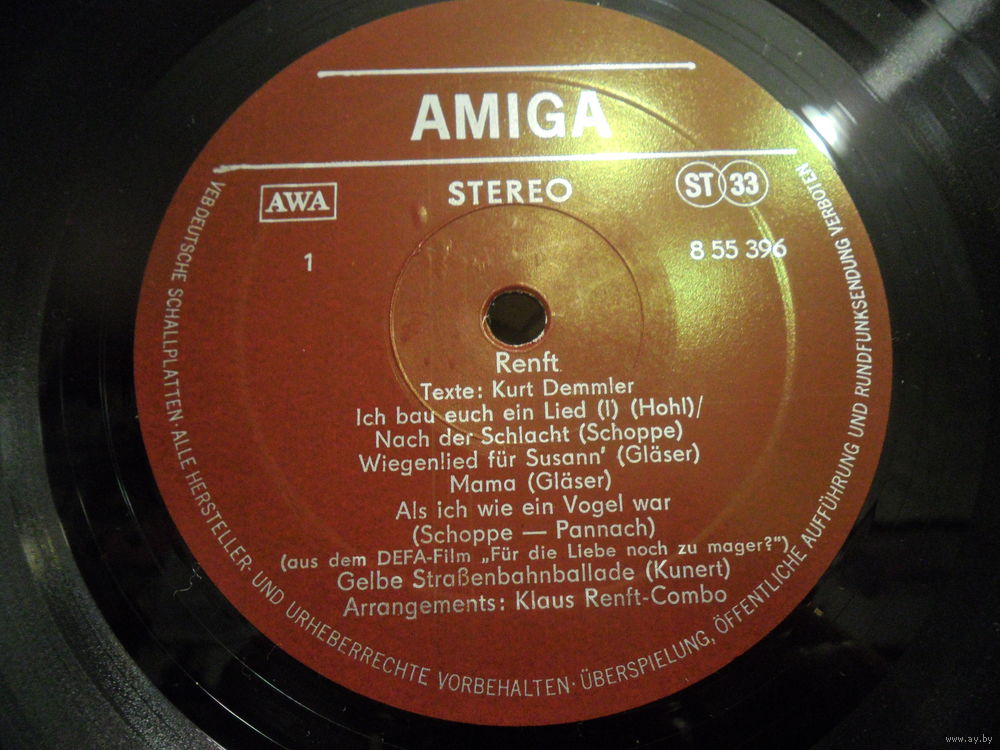 AMIGA
AWA
STEREO
ST 33
1
8 55 396
Renft
Texte: Kurt Demmler
Ich bau euch ein Lied (I) (Hohl)/
Nach der Schlacht (Schoppe)
Wiegenlied für Susann' (Gläser)
Mama (Gläser)
Als ich wie ein Vogel war
(Schoppe — Pannach)
(aus dem DEFA-Film „Für die Liebe noch zu mager?")
Gelbe Straßenbahnballade (Kunert)
Arrangements: Klaus Renft-Combo
VEB DEUTSCHE SCHALLPLATTEN · ALLE HERSTELLER- UND URHEBERRECHTE VORBEHALTEN · ÜBERSPIELUNG, ÖFFENTLICHE AUFFÜHRUNG UND RUNDFUNKSENDUNG VERBOTEN
www.ay.by